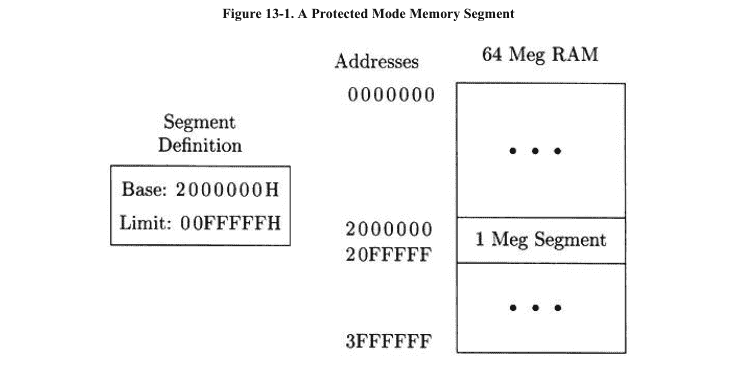 Figure 13-1. A Protected Mode Memory Segment
Addresses
64 Meg RAM
0000000
Segment
Definition
Base: 2000000H
Limit: 00FFFFFH
2000000
20FFFFF
1 Meg Segment
3FFFFFF